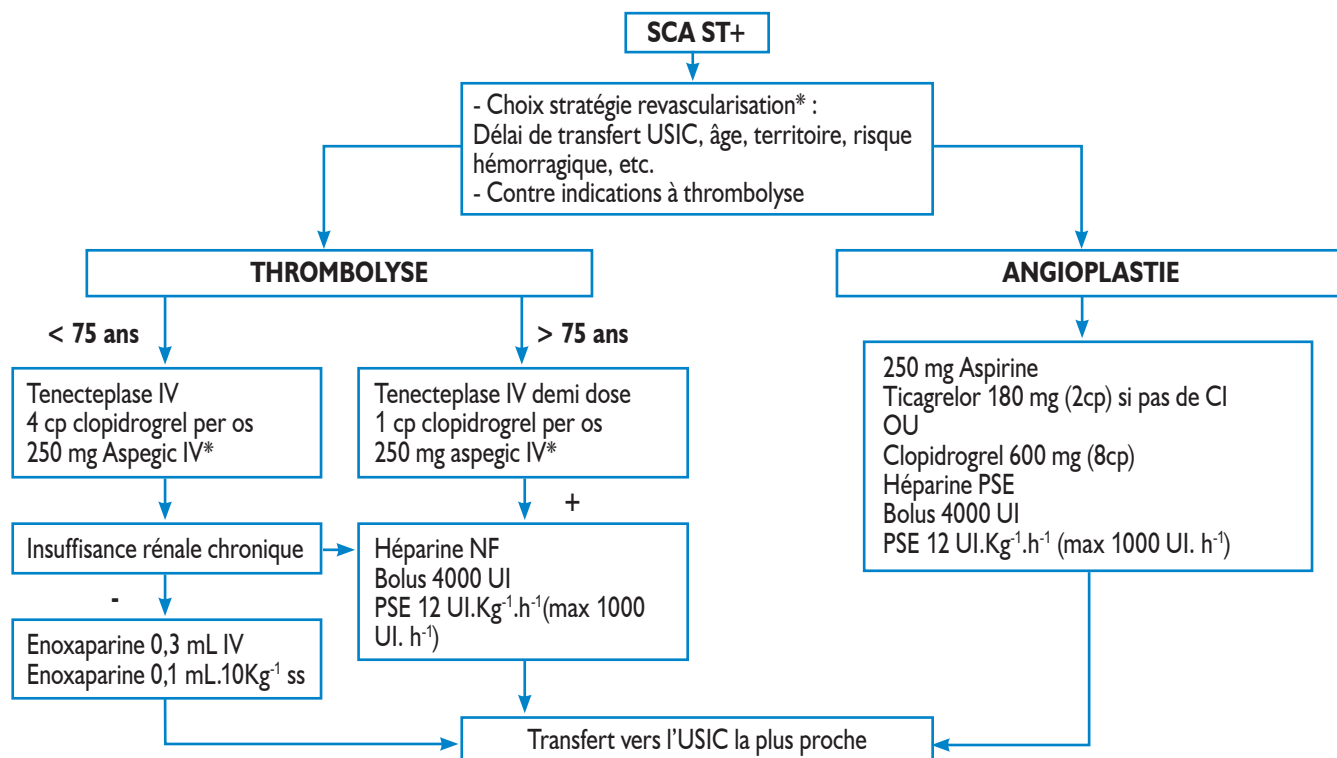 SCA ST+
- Choix stratégie revascularisation* :
Délai de transfert USIC, âge, territoire, risque
hémorragique, etc.
- Contre indications à thrombolyse
THROMBOLYSE
ANGIOPLASTIE
< 75 ans
> 75 ans
Tenecteplase IV
4 cp clopidrogrel per os
250 mg Aspegic IV*
Tenecteplase IV demi dose
1 cp clopidrogrel per os
250 mg aspegic IV*
250 mg Aspirine
Ticagrelor 180 mg (2cp) si pas de CI
OU
Clopidrogrel 600 mg (8cp)
Héparine PSE
Bolus 4000 UI
PSE 12 UI.Kg⁻¹.h⁻¹ (max 1000 UI. h⁻¹)
+
Insuffisance rénale chronique
Héparine NF
Bolus 4000 UI
PSE 12 UI.Kg⁻¹.h⁻¹(max 1000
UI. h⁻¹)
-
Enoxaparine 0,3 mL IV
Enoxaparine 0,1 mL.10Kg⁻¹ ss
Transfert vers l’USIC la plus proche